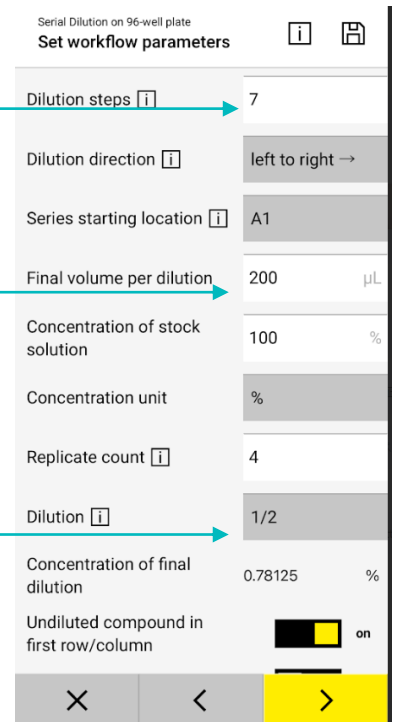 Serial Dilution on 96-well plate
Set workflow parameters
i
Dilution steps i 7
Dilution direction i left to right →
Series starting location i A1
Final volume per dilution 200 µL
Concentration of stock
solution 100 %
Concentration unit %
Replicate count i 4
Dilution i 1/2
Concentration of final
dilution 0.78125 %
Undiluted compound in
first row/column on